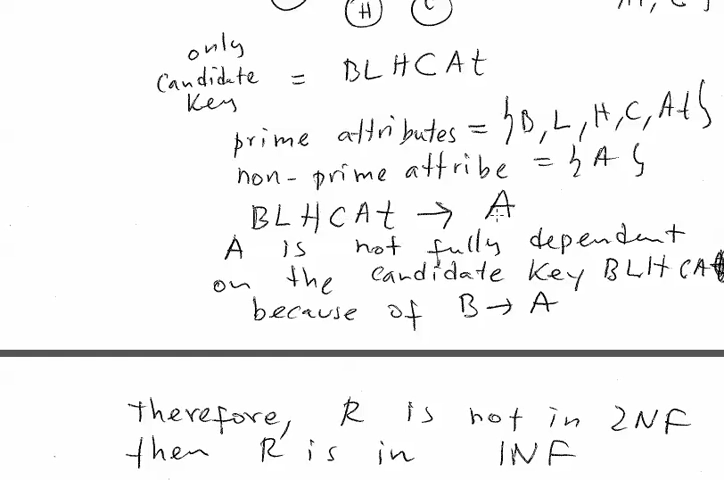 H C
only
Candidate = BLHCAt
Key
prime attributes = {B, L, H, C, At}
non-prime attribe = {A}
BLHCAt → A
A is not fully dependent
on the candidate key BLHCAt
because of B → A
therefore, R is not in 2NF
then R is in 1NF